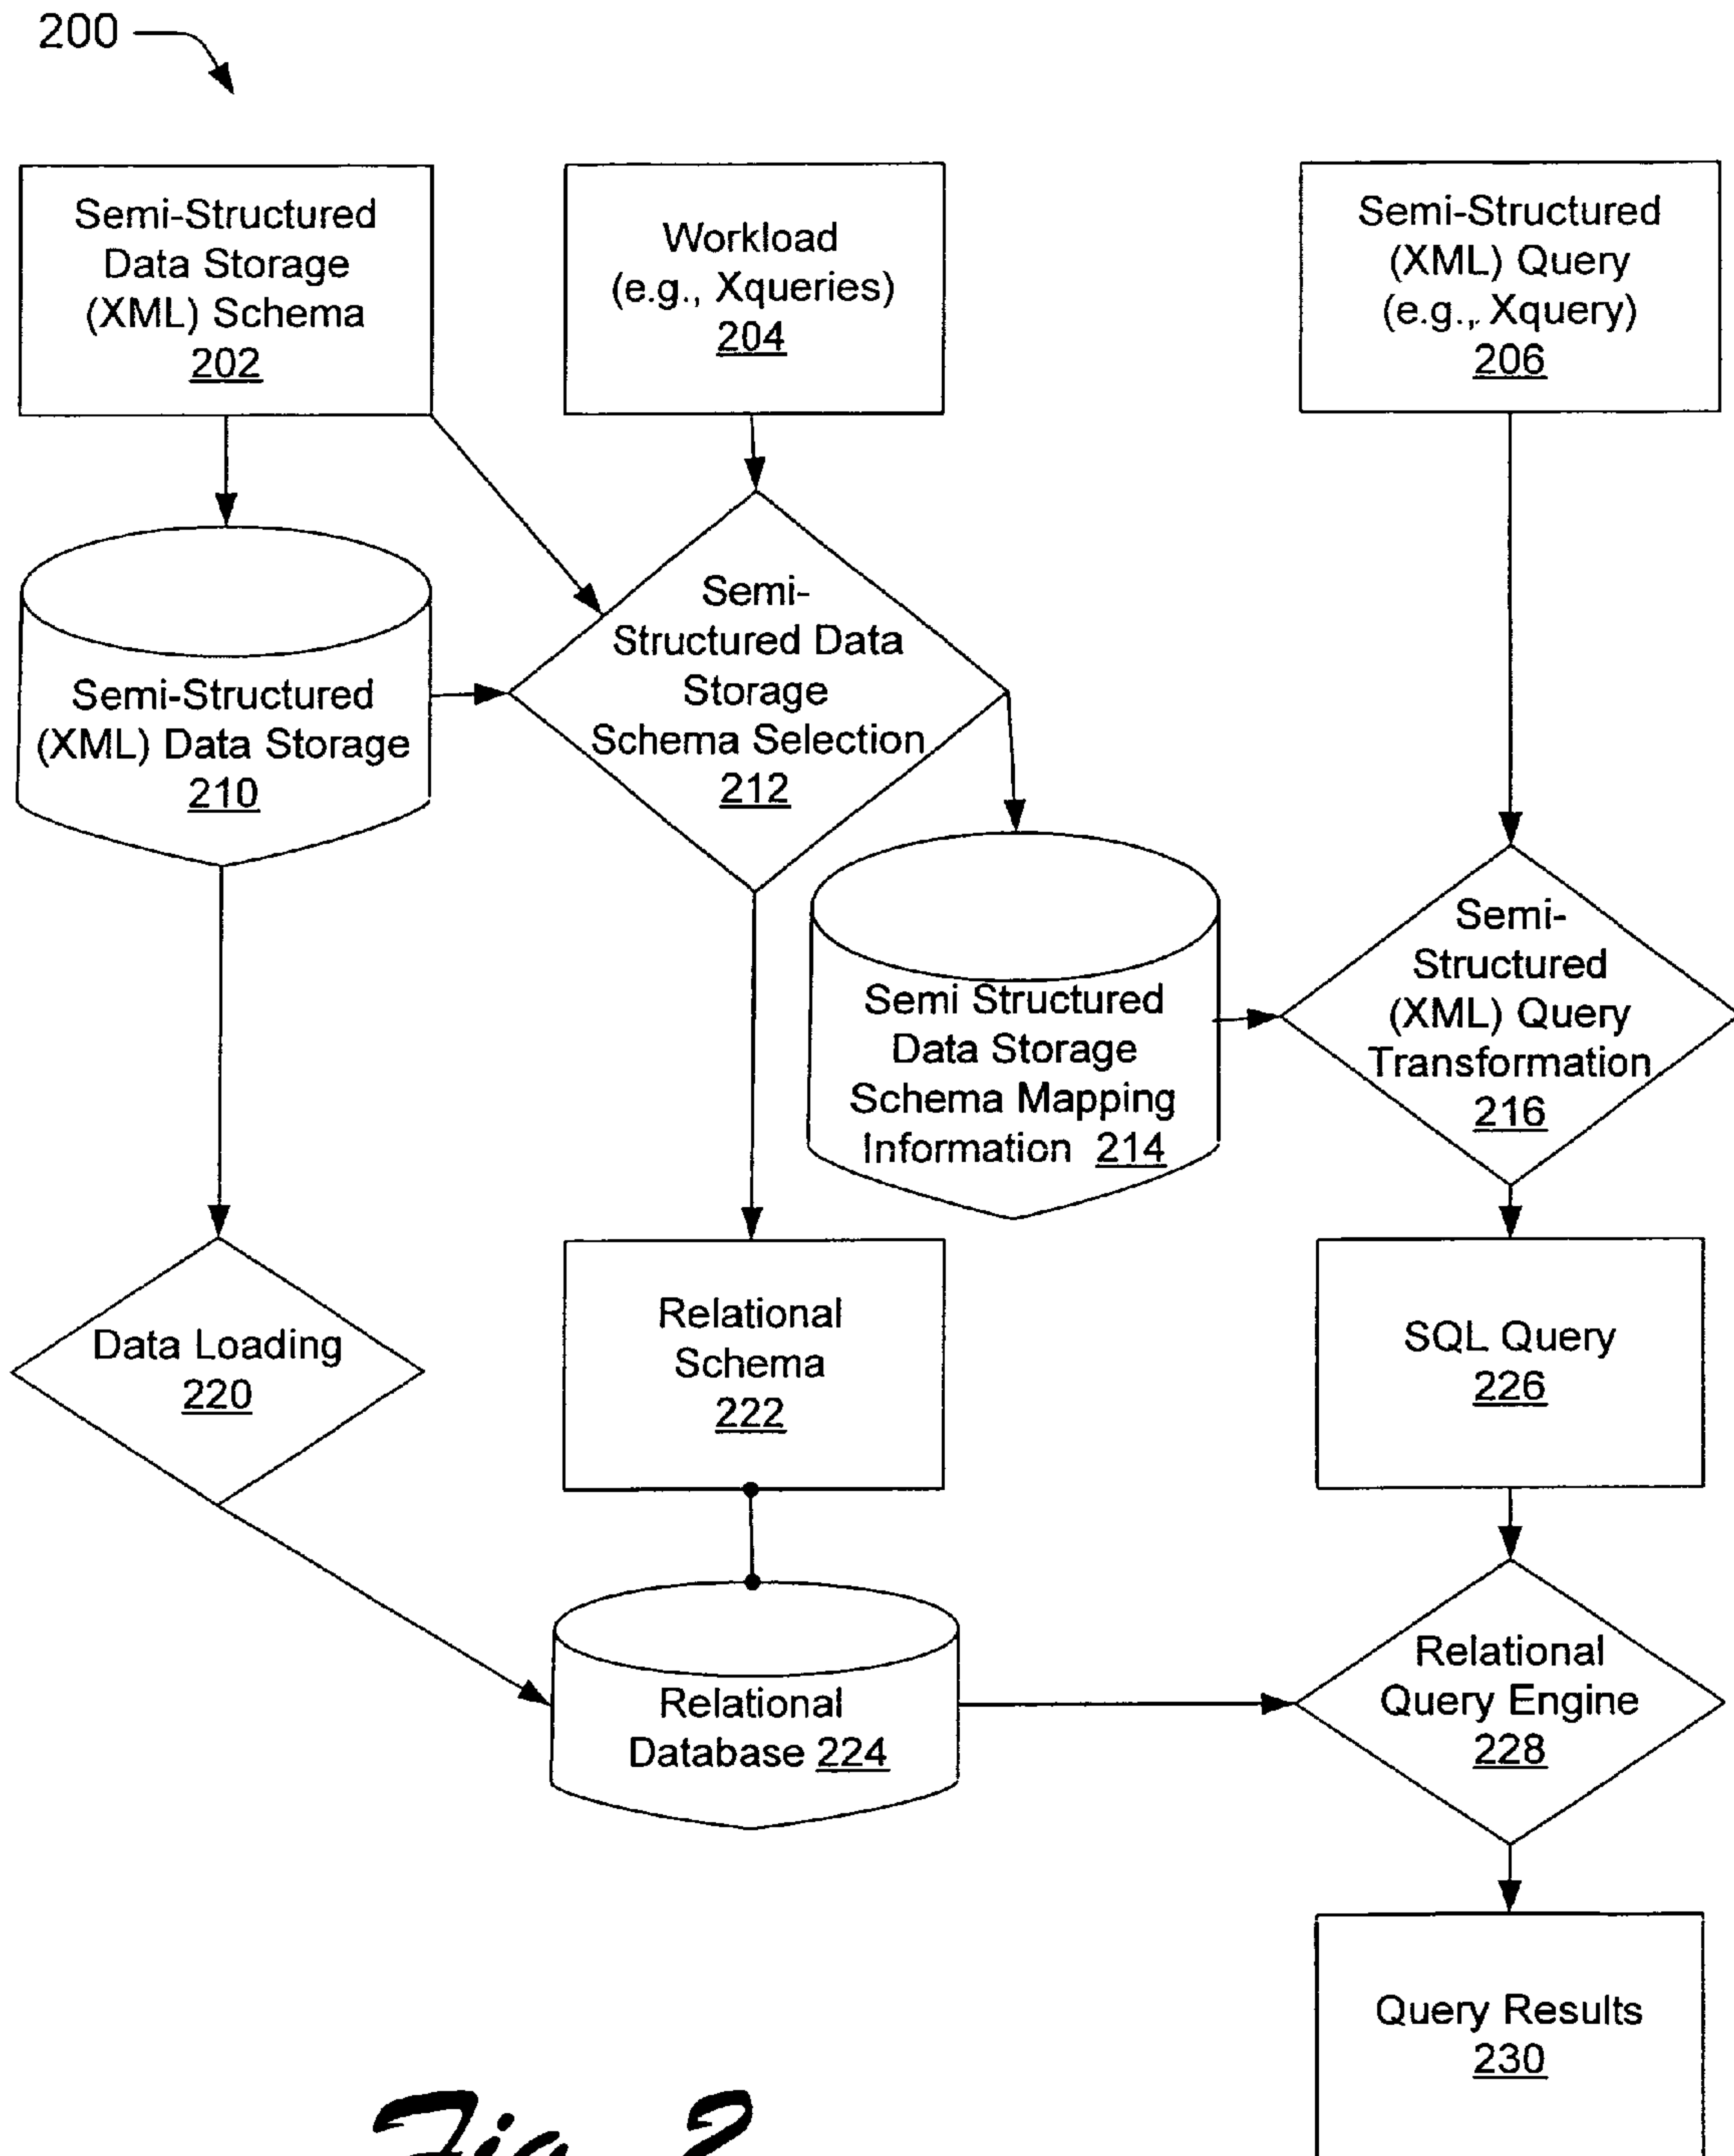 200
Semi-Structured
Data Storage
(XML) Schema
202
Workload
(e.g., Xqueries)
204
Semi-Structured
(XML) Query
(e.g., Xquery)
206
Semi-Structured
(XML) Data Storage
210
Semi-
Structured Data
Storage
Schema Selection
212
Semi Structured
Data Storage
Schema Mapping
Information 214
Semi-
Structured
(XML) Query
Transformation
216
Data Loading
220
Relational
Schema
222
SQL Query
226
Relational
Database 224
Relational
Query Engine
228
Query Results
230
Fig. 2